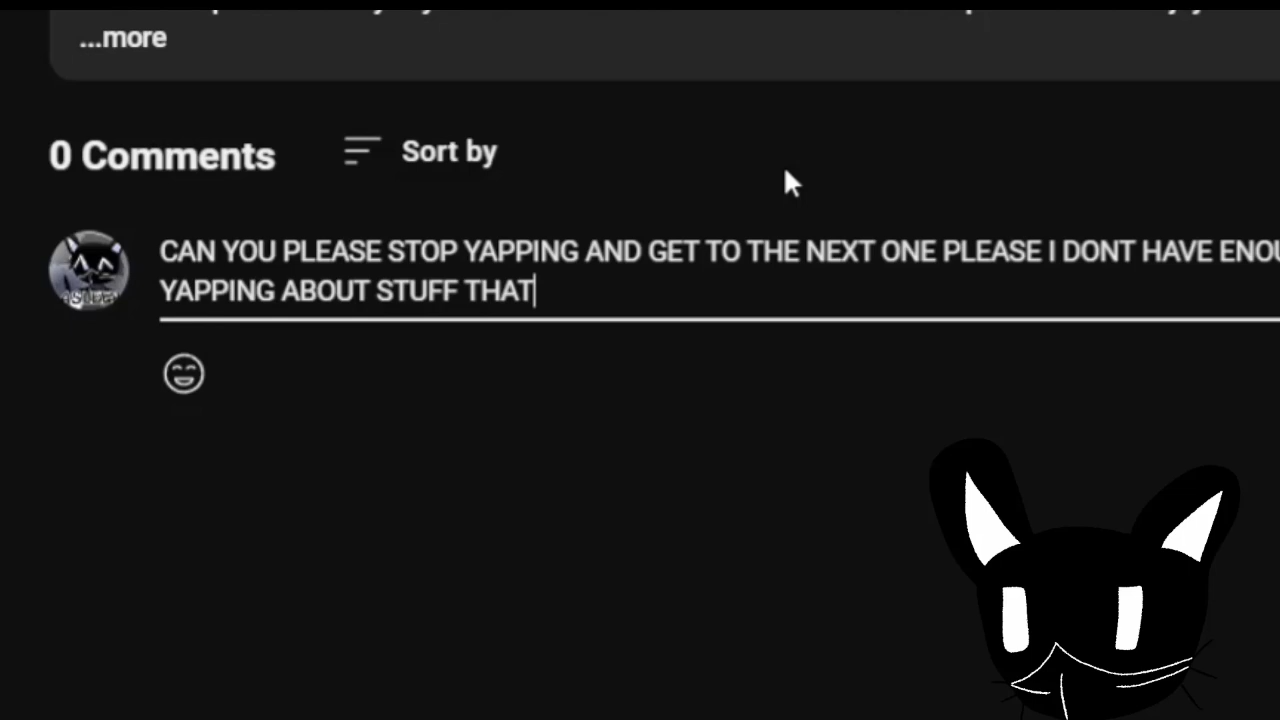 ...more
0 Comments
Sort by
CAN YOU PLEASE STOP YAPPING AND GET TO THE NEXT ONE PLEASE I DONT HAVE
YAPPING ABOUT STUFF THAT